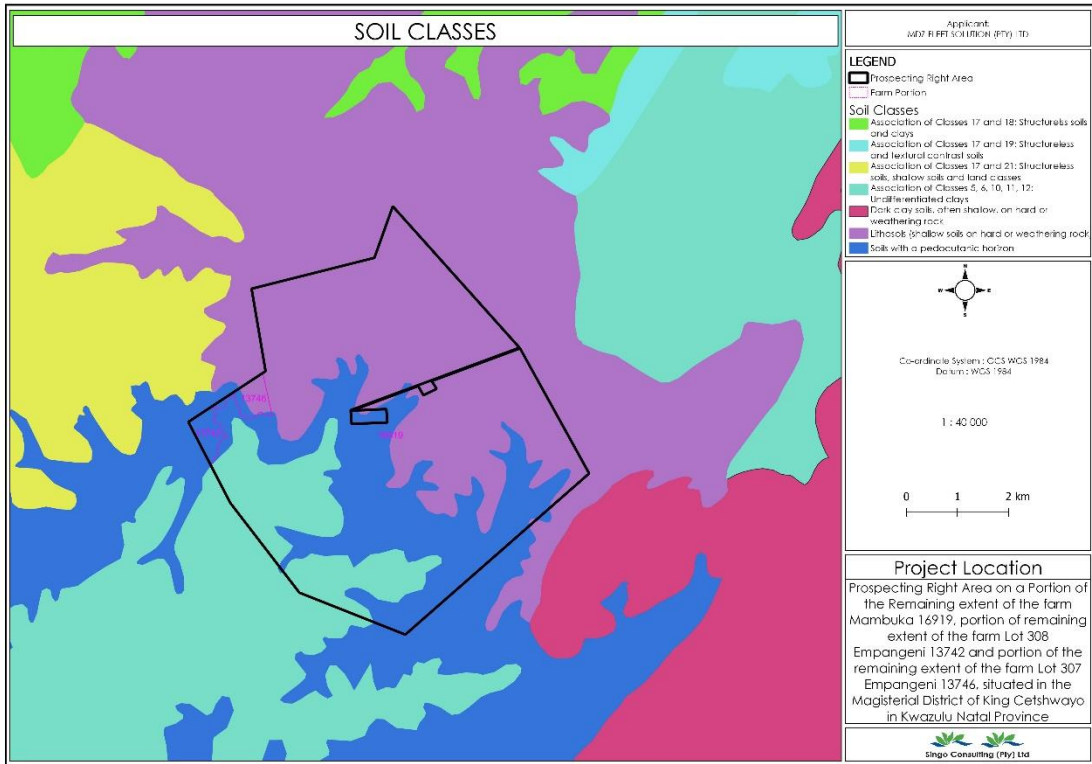 SOIL CLASSES
Applicant:
MDZ FLEET SOLUTION (PTY) LTD
LEGEND
Prospecting Right Area
Farm Portion
Soil Classes
Association of Classes 17 and 18: Structurelss soils
and clays
Association of Classes 17 and 19: Structureless
and textural contrast soils
Association of Classes 17 and 21: Structureless
soils, shallow soils and land classes
Association of Classes 5, 6, 10, 11, 12:
Undifferentiated clays
Dark clay soils, often shallow, on hard or
weathering rock
Lithosols (shallow soils on hard or weathering rock
Soils with a pedocutanic horizon
13746
N
W E
S
Co-ordinate System : GCS WGS 1984
Datum : WGS 1984
1 : 40 000
0 1 2 km
Project Location
Prospecting Right Area on a Portion of
the Remaining extent of the farm
Mambuka 16919, portion of remaining
extent of the farm Lot 308
Empangeni 13742 and portion of the
remaining extent of the farm Lot 307
Empangeni 13746, situated in the
Magisterial District of King Cetshwayo
in Kwazulu Natal Province
Singo Consulting (Pty) Ltd